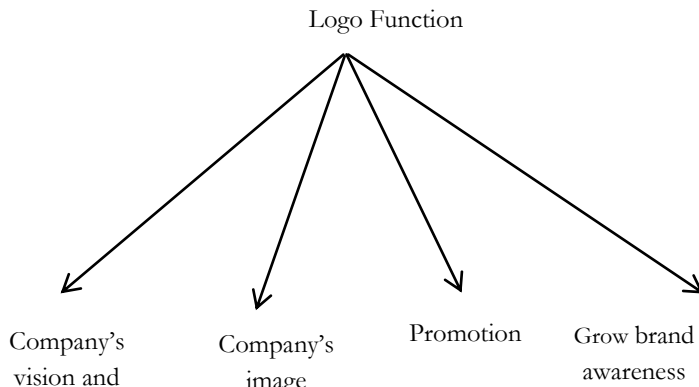 Logo Function
Company’s
vision and
Company’s
image
Promotion
Grow brand
awareness